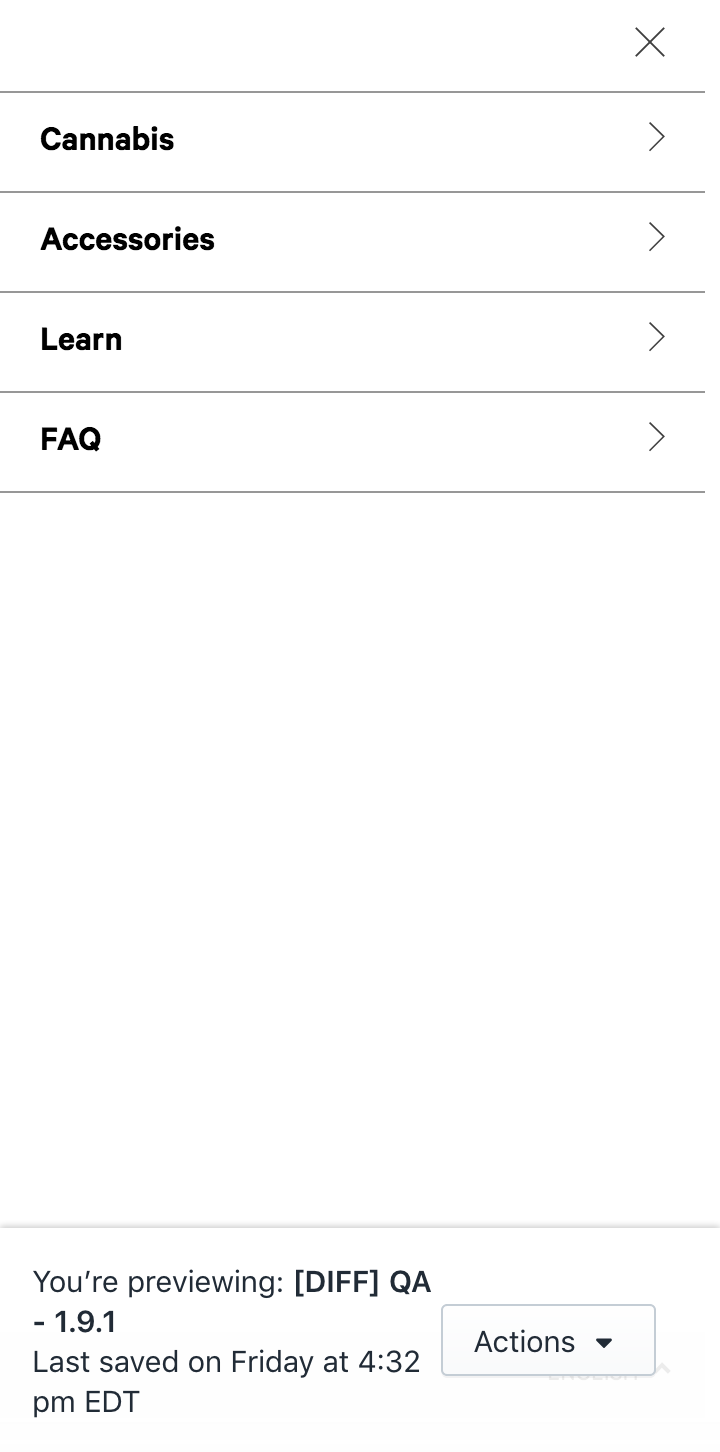 Cannabis
Accessories
Learn
FAQ
You’re previewing: [DIFF] QA
- 1.9.1
Last saved on Friday at 4:32
pm EDT
Actions
ENGLISH